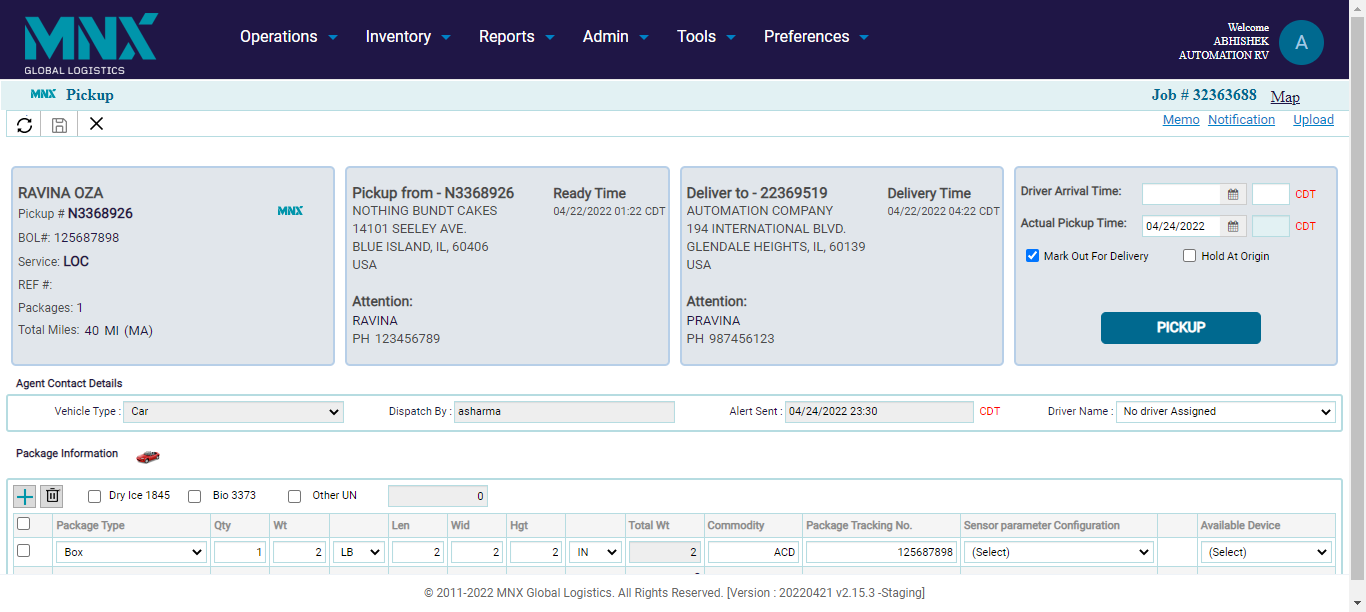 MNX
GLOBAL LOGISTICS
Operations Inventory Reports Admin Tools Preferences
Welcome
ABHISHEK
AUTOMATION RV
A
MNX Pickup
Job # 32363688 Map
Memo Notification Upload
RAVINA OZA
Pickup # N3368926
MNX
BOL#: 125687898
Service: LOC
REF #:
Packages: 1
Total Miles: 40 MI (MA)
Pickup from - N3368926
NOTHING BUNDT CAKES
14101 SEELEY AVE.
BLUE ISLAND, IL, 60406
USA
Attention:
RAVINA
PH 123456789
Ready Time
04/22/2022 01:22 CDT
Deliver to - 22369519
AUTOMATION COMPANY
194 INTERNATIONAL BLVD.
GLENDALE HEIGHTS, IL, 60139
USA
Attention:
PRAVINA
PH 987456123
Delivery Time
04/22/2022 04:22 CDT
Driver Arrival Time: CDT
Actual Pickup Time: 04/24/2022 CDT
Mark Out For Delivery Hold At Origin
PICKUP
Agent Contact Details
Vehicle Type : Car Dispatch By : asharma Alert Sent : 04/24/2022 23:30 CDT Driver Name : No driver Assigned
Package Information
Dry Ice 1845 Bio 3373 Other UN 0
Package Type Qty Wt Len Wid Hgt Total Wt Commodity Package Tracking No. Sensor parameter Configuration Available Device
Box 1 2 LB 2 2 2 IN 2 ACD 125687898 (Select) (Select)
© 2011-2022 MNX Global Logistics. All Rights Reserved. [Version : 20220421 v2.15.3 -Staging]